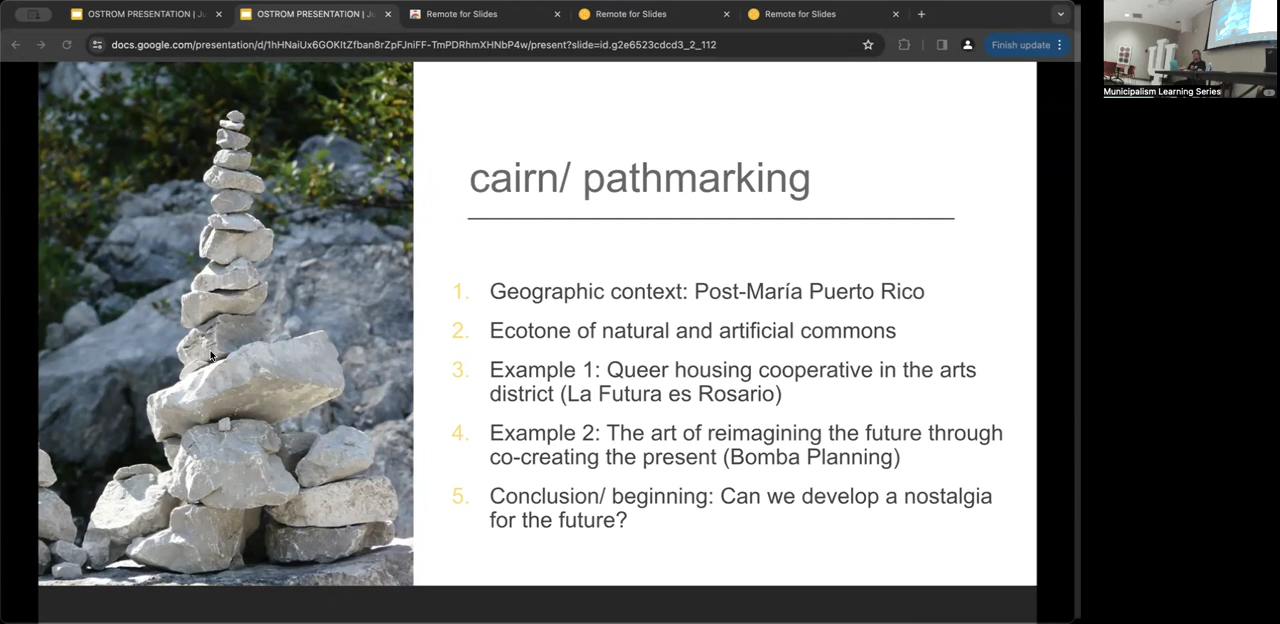 OSTROM PRESENTATION | Ju
OSTROM PRESENTATION | Ju
Remote for Slides
Remote for Slides
Remote for Slides
docs.google.com/presentation/d/1hHNaiUx6GOKItZfban8rZpFJniFF-TmPDRhmXHNbP4w/present?slide=id.g2e6523cdcd3_2_112
Finish update
Municipalism Learning Series
cairn/ pathmarking
1. Geographic context: Post-María Puerto Rico
2. Ecotone of natural and artificial commons
3. Example 1: Queer housing cooperative in the arts
district (La Futura es Rosario)
4. Example 2: The art of reimagining the future through
co-creating the present (Bomba Planning)
5. Conclusion/ beginning: Can we develop a nostalgia
for the future?